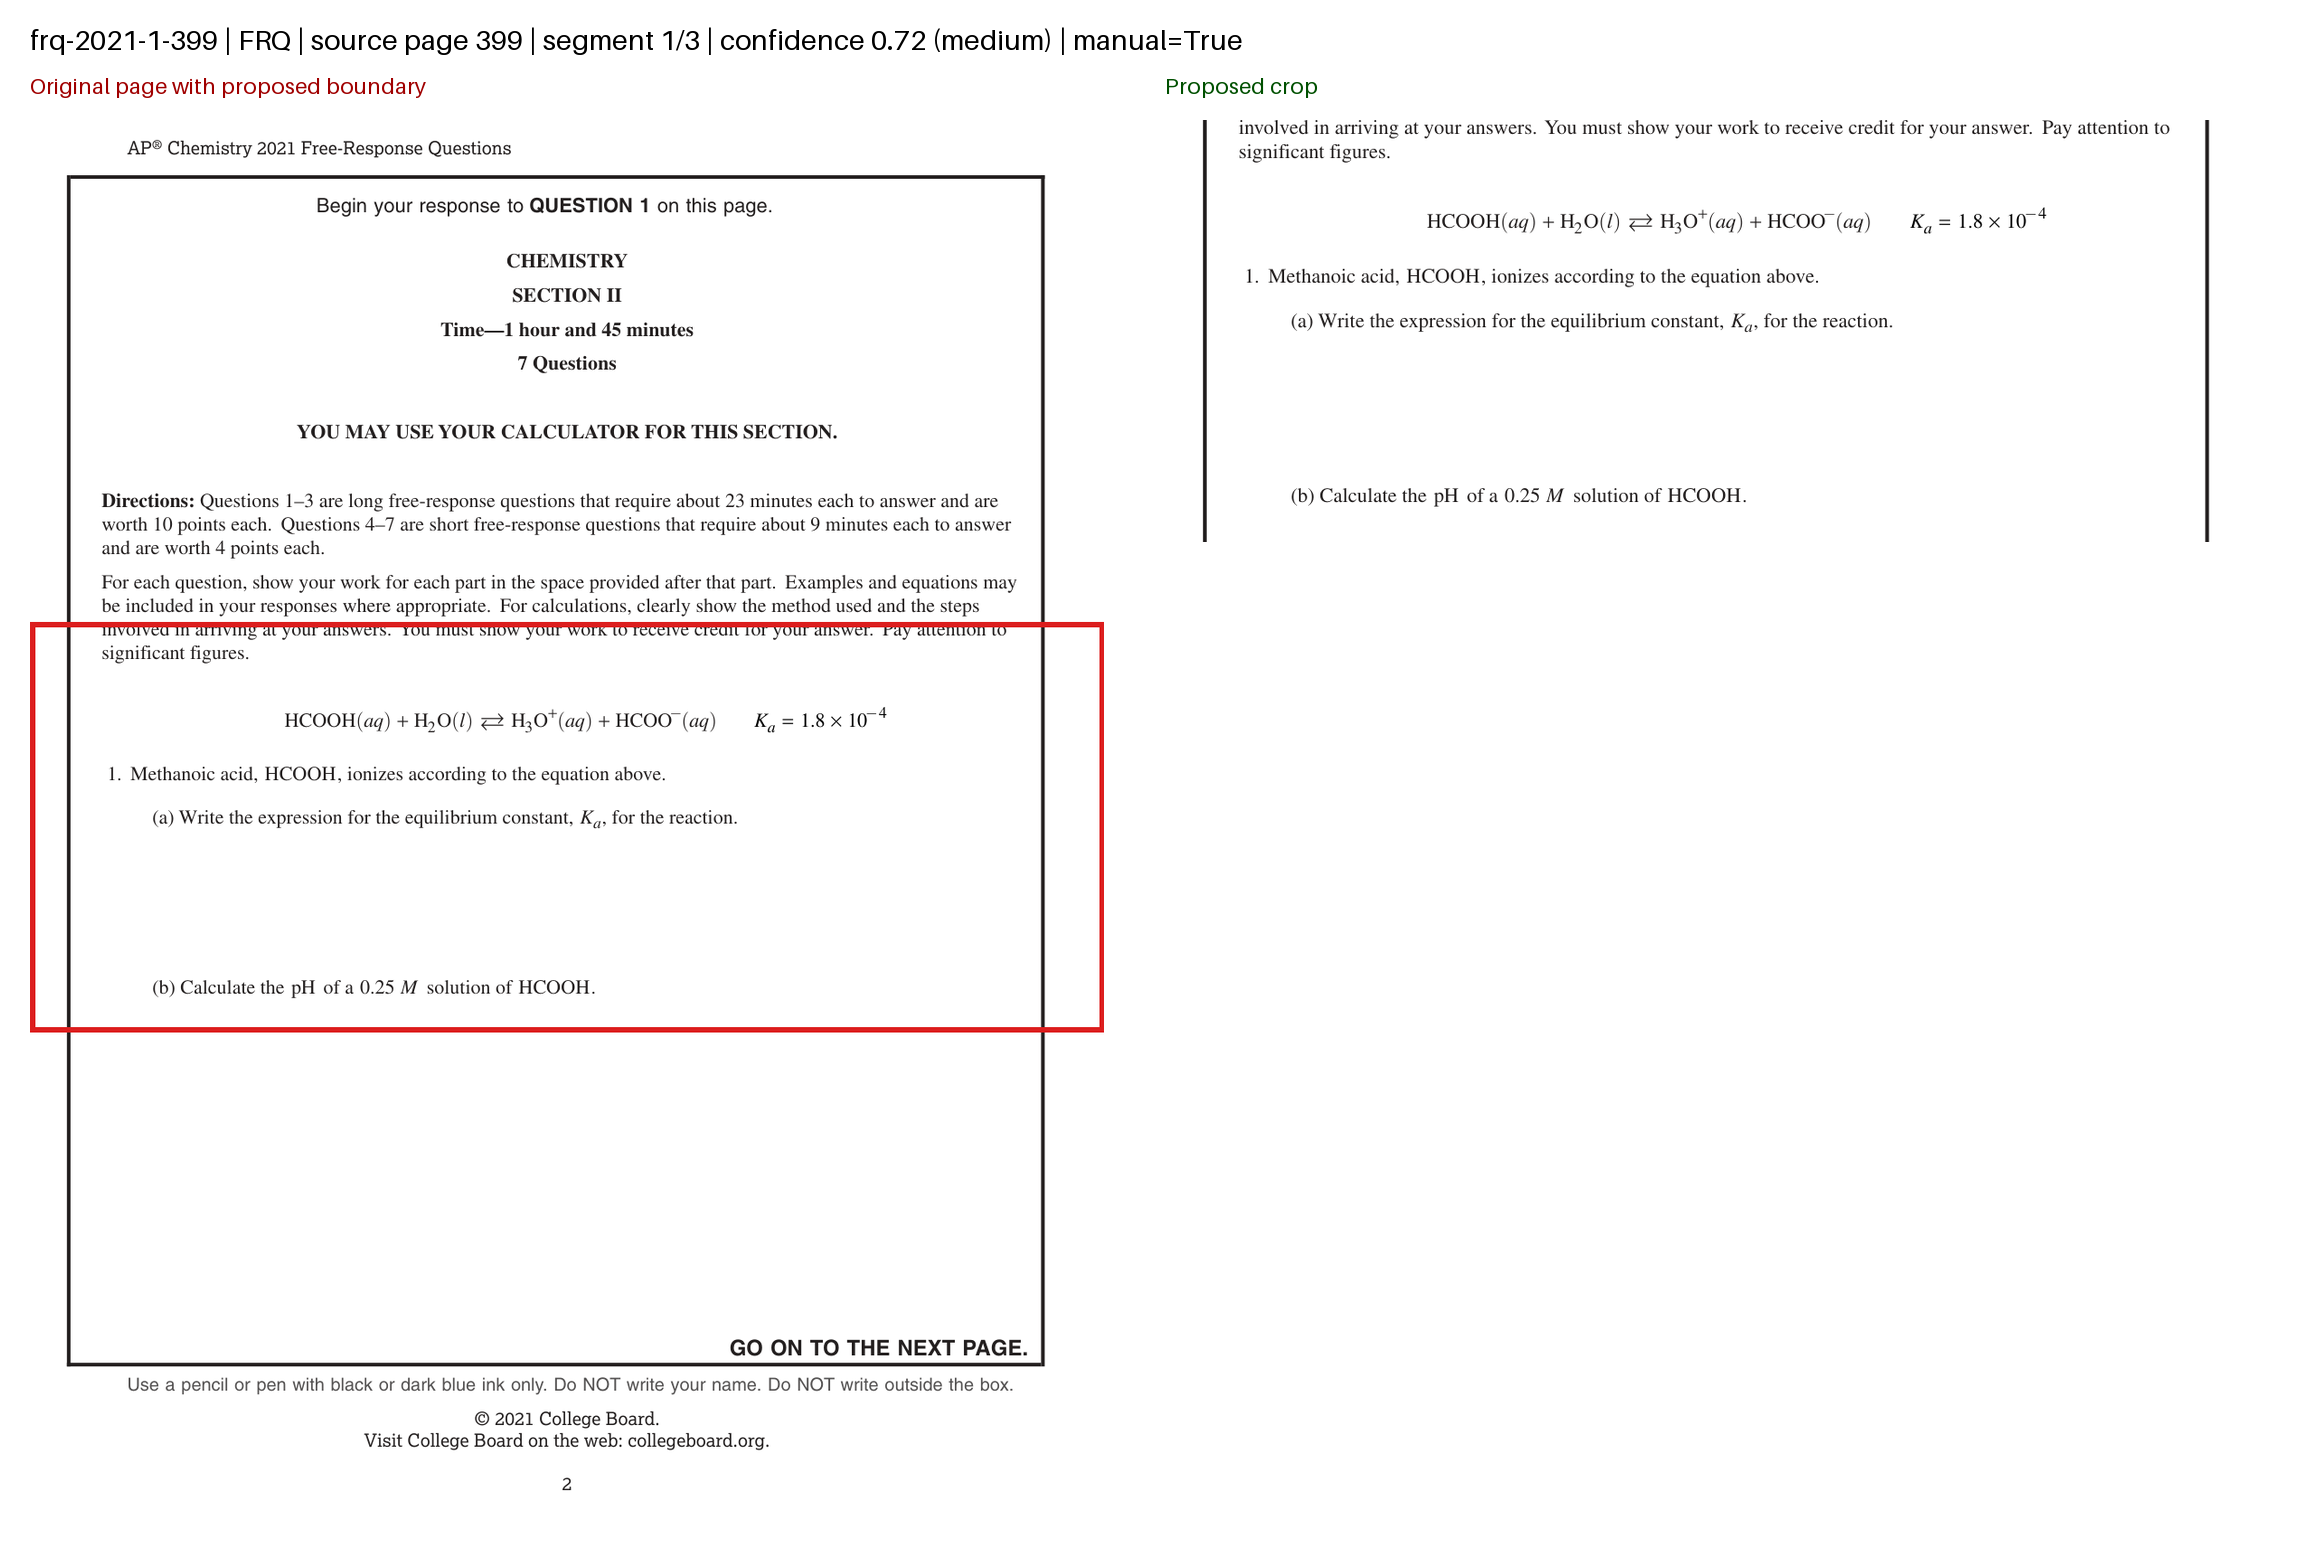 frq-2021-1-399 | FRQ | source page 399 | segment 1/3 | confidence 0.72 (medium) | manual=True
Original page with proposed boundary
AP® Chemistry 2021 Free-Response Questions
Begin your response to QUESTION 1 on this page.
CHEMISTRY
SECTION II
Time—1 hour and 45 minutes
7 Questions
YOU MAY USE YOUR CALCULATOR FOR THIS SECTION.
Directions: Questions 1–3 are long free-response questions that require about 23 minutes each to answer and are
worth 10 points each. Questions 4–7 are short free-response questions that require about 9 minutes each to answer
and are worth 4 points each.
For each question, show your work for each part in the space provided after that part. Examples and equations may
be included in your responses where appropriate. For calculations, clearly show the method used and the steps
involved in arriving at your answers. You must show your work to receive credit for your answer. Pay attention to
significant figures.
HCOOH(aq) + H₂O(l) ⇄ H₃O⁺(aq) + HCOO⁻(aq) Kₐ = 1.8 × 10⁻⁴
1. Methanoic acid, HCOOH, ionizes according to the equation above.
(a) Write the expression for the equilibrium constant, Kₐ, for the reaction.
(b) Calculate the pH of a 0.25 M solution of HCOOH.
GO ON TO THE NEXT PAGE.
Use a pencil or pen with black or dark blue ink only. Do NOT write your name. Do NOT write outside the box.
© 2021 College Board.
Visit College Board on the web: collegeboard.org.
2
Proposed crop
involved in arriving at your answers. You must show your work to receive credit for your answer. Pay attention to
significant figures.
HCOOH(aq) + H₂O(l) ⇄ H₃O⁺(aq) + HCOO⁻(aq) Kₐ = 1.8 × 10⁻⁴
1. Methanoic acid, HCOOH, ionizes according to the equation above.
(a) Write the expression for the equilibrium constant, Kₐ, for the reaction.
(b) Calculate the pH of a 0.25 M solution of HCOOH.